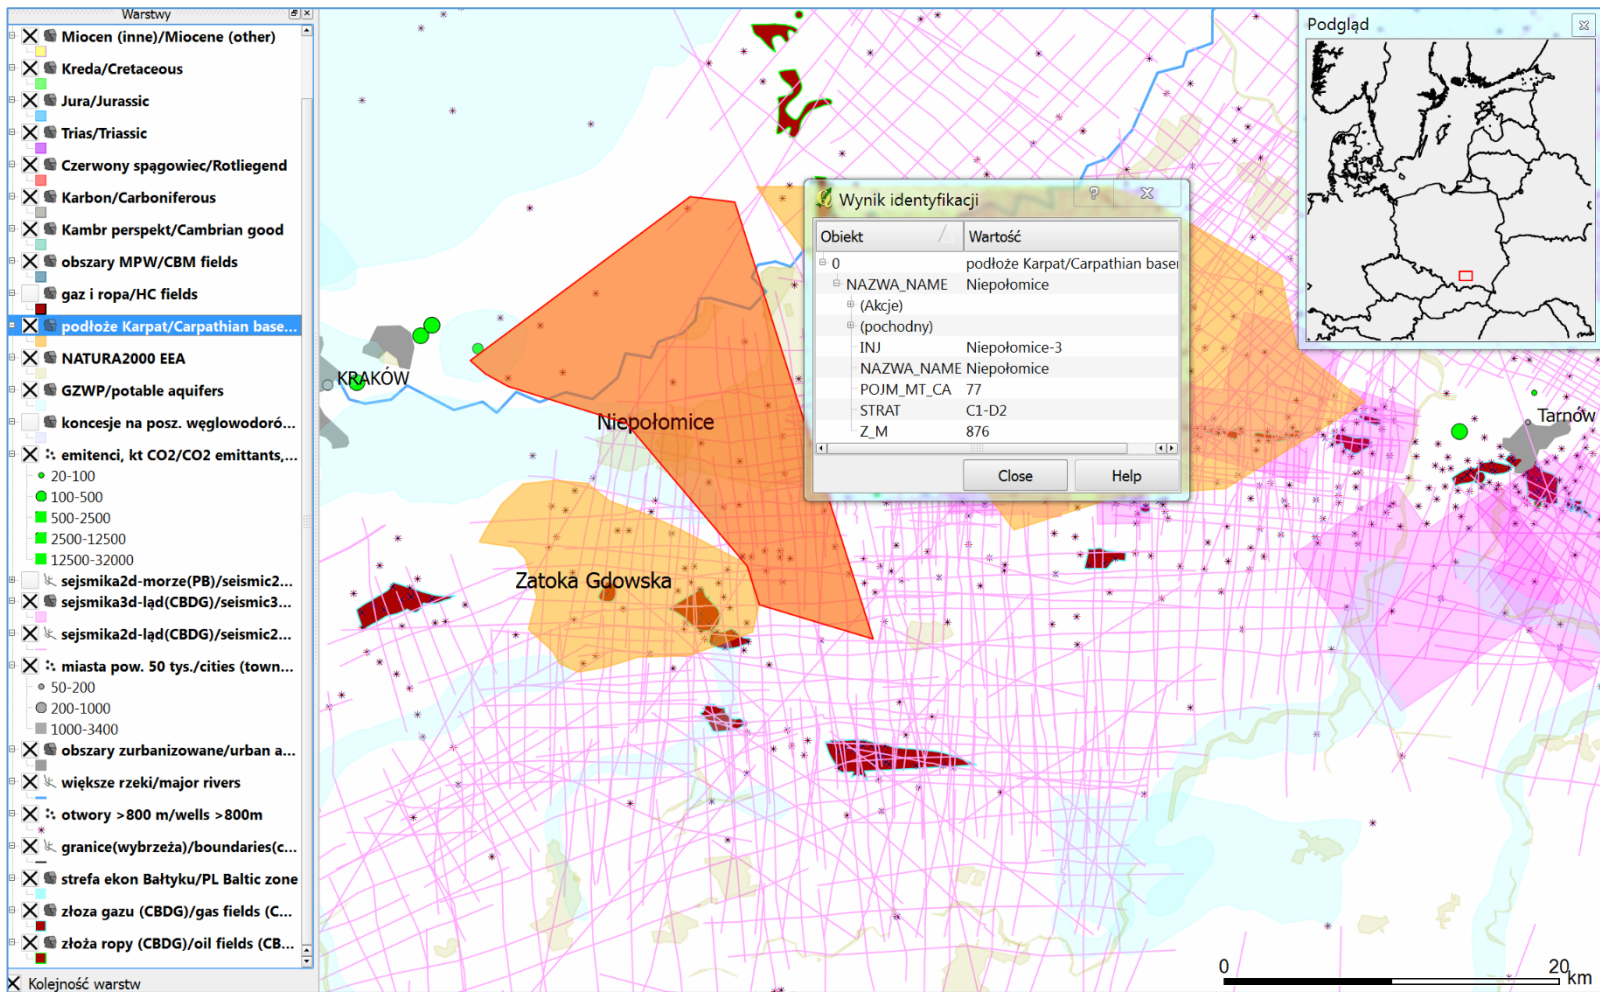 Warstwy
Miocen (inne)/Miocene (other)
Kreda/Cretaceous
Jura/Jurassic
Trias/Triassic
Czerwony spągowiec/Rotliegend
Karbon/Carboniferous
Kambr perspekt/Cambrian good
obszary MPW/CBM fields
gaz i ropa/HC fields
podłoże Karpat/Carpathian base...
NATURA2000 EEA
GZWP/potable aquifers
koncesje na posz. węglowodoró...
emitenci, kt CO2/CO2 emittants,...
20-100
100-500
500-2500
2500-12500
12500-32000
sejsmika2d-morze(PB)/seismic2...
sejsmika3d-ląd(CBDG)/seismic3...
sejsmika2d-ląd(CBDG)/seismic2...
miasta pow. 50 tys./cities (town...
50-200
200-1000
1000-3400
obszary zurbanizowane/urban a...
większe rzeki/major rivers
otwory >800 m/wells >800m
granice(wybrzeża)/boundaries(c...
strefa ekon Bałtyku/PL Baltic zone
złoza gazu (CBDG)/gas fields (C...
złoża ropy (CBDG)/oil fields (CB...
Kolejność warstw
KRAKÓW
Niepołomice
Zatoka Gdowska
Tarnów
Wynik identyfikacji
?
Obiekt Wartość
0 podłoże Karpat/Carpathian baser
NAZWA_NAME Niepołomice
(Akcje)
(pochodny)
INJ Niepołomice-3
NAZWA_NAME Niepołomice
POJM_MT_CA 77
STRAT C1-D2
Z_M 876
Close Help
Podgląd
0 20 km